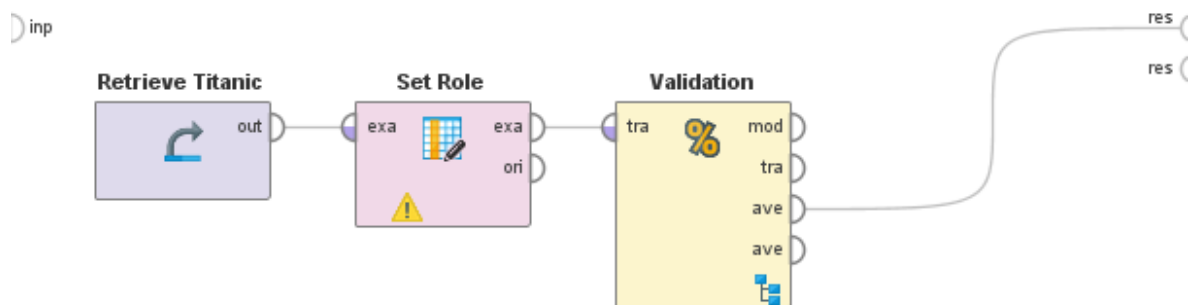 inp
res
res
Retrieve Titanic
out
Set Role
exa
exa
ori
Validation
tra
%
mod
tra
ave
ave